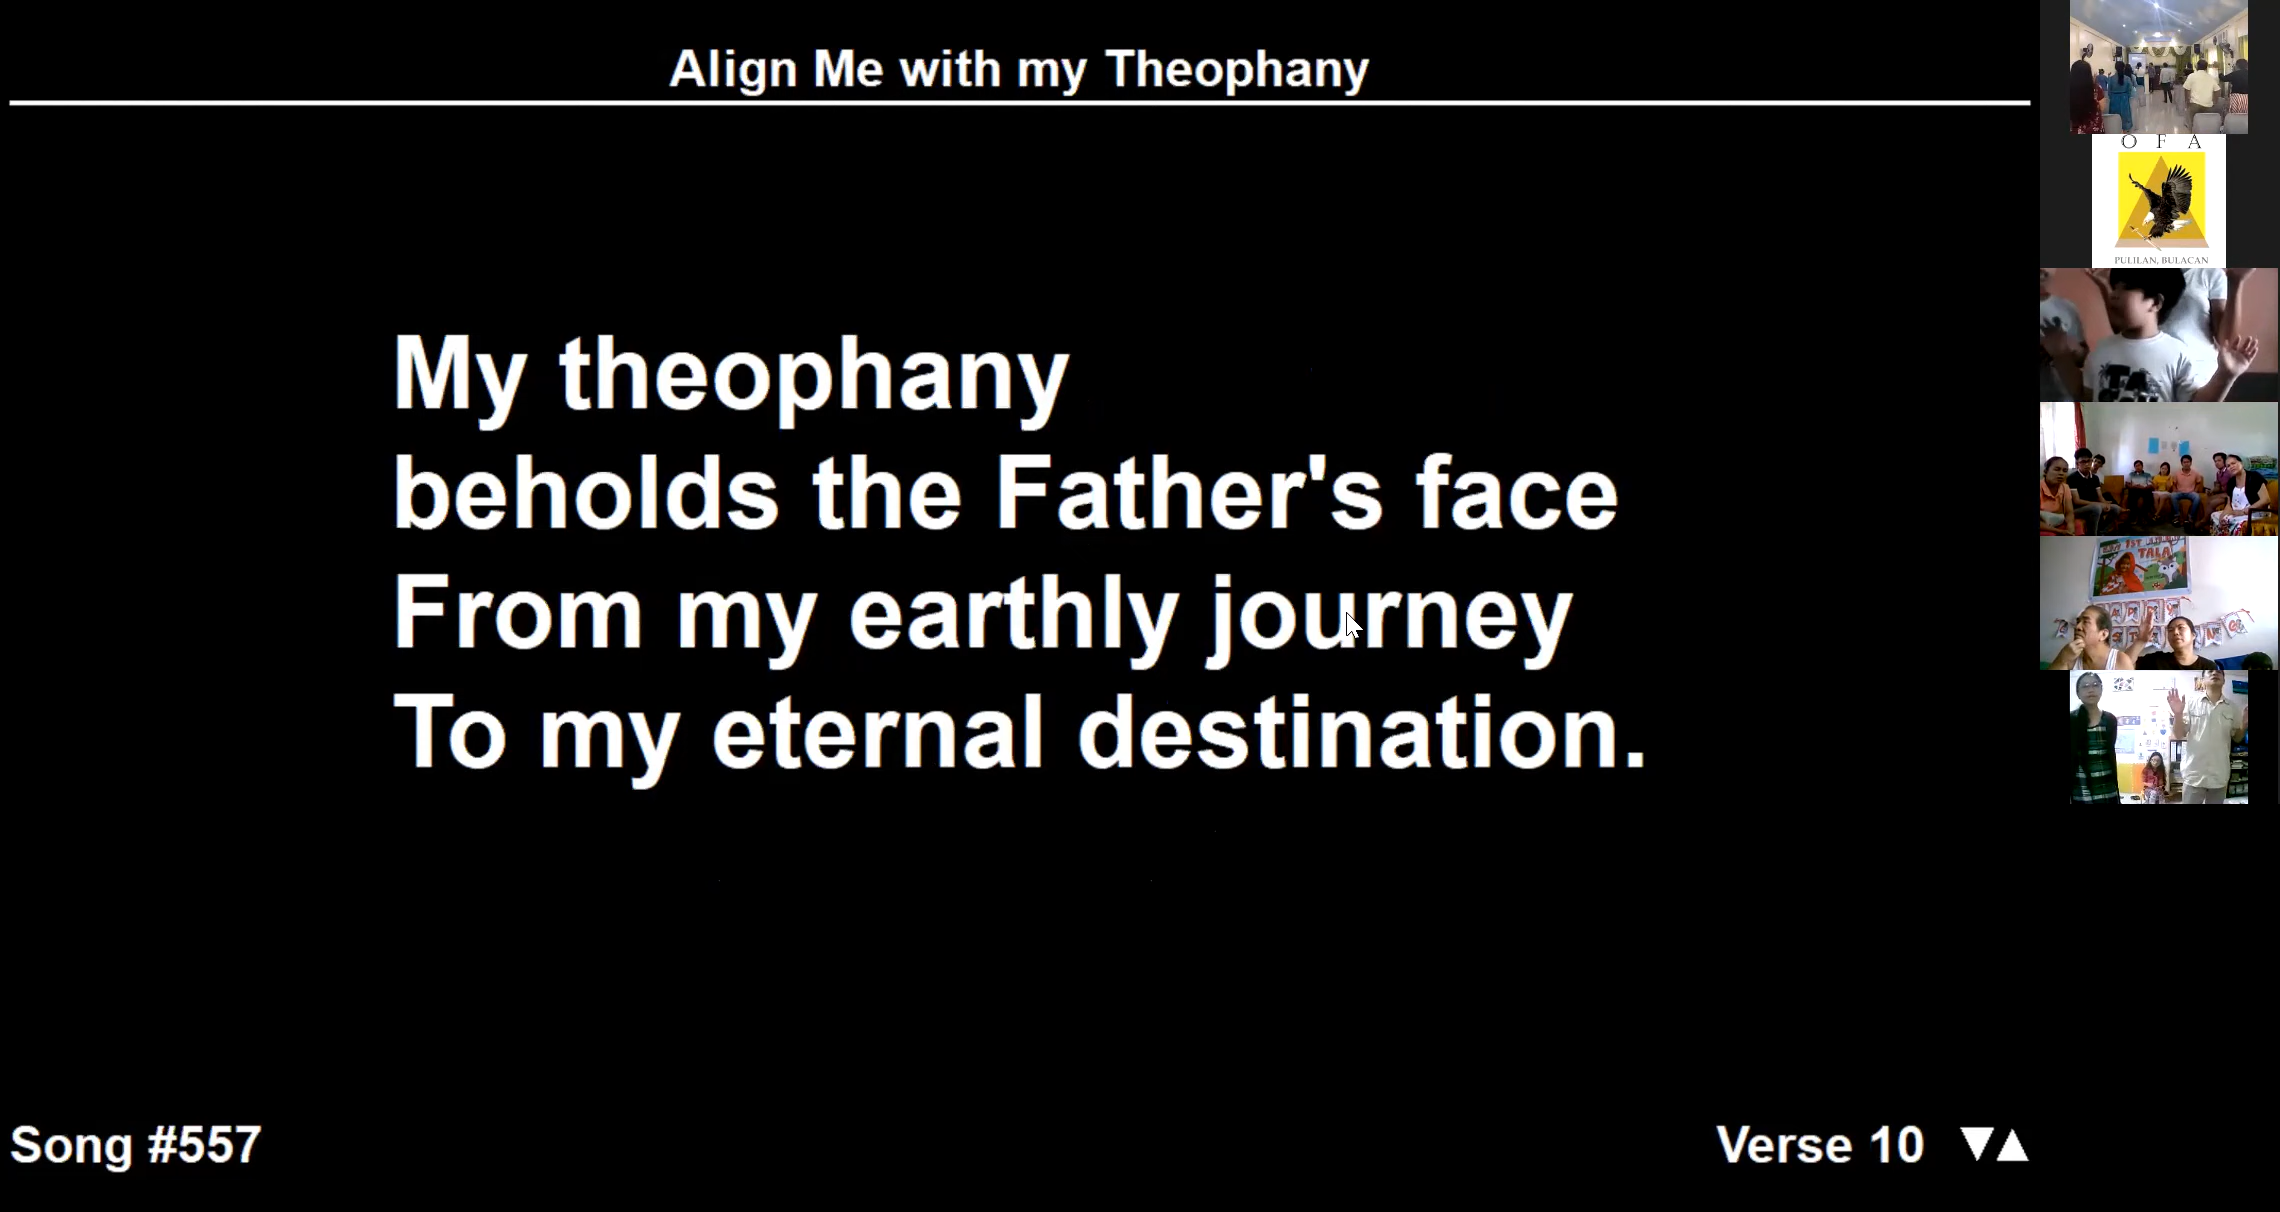 Align Me with my Theophany
My theophany
beholds the Father's face
From my earthly journey
To my eternal destination.
Song #557
Verse 10
O F A
PULILAN, BULACAN
TALA